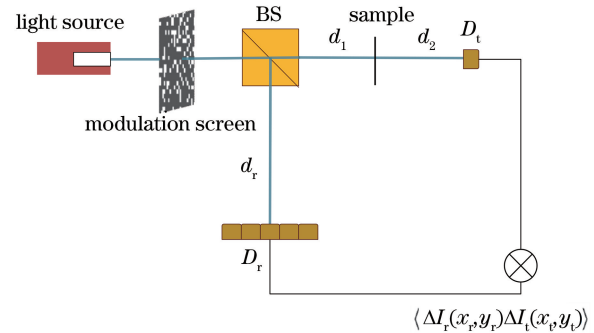 light source
BS
sample
d₁
d₂
Dₜ
modulation screen
dᵣ
Dᵣ
⟨ΔIᵣ(xᵣ,yᵣ)ΔIₜ(xₜ,yₜ)⟩